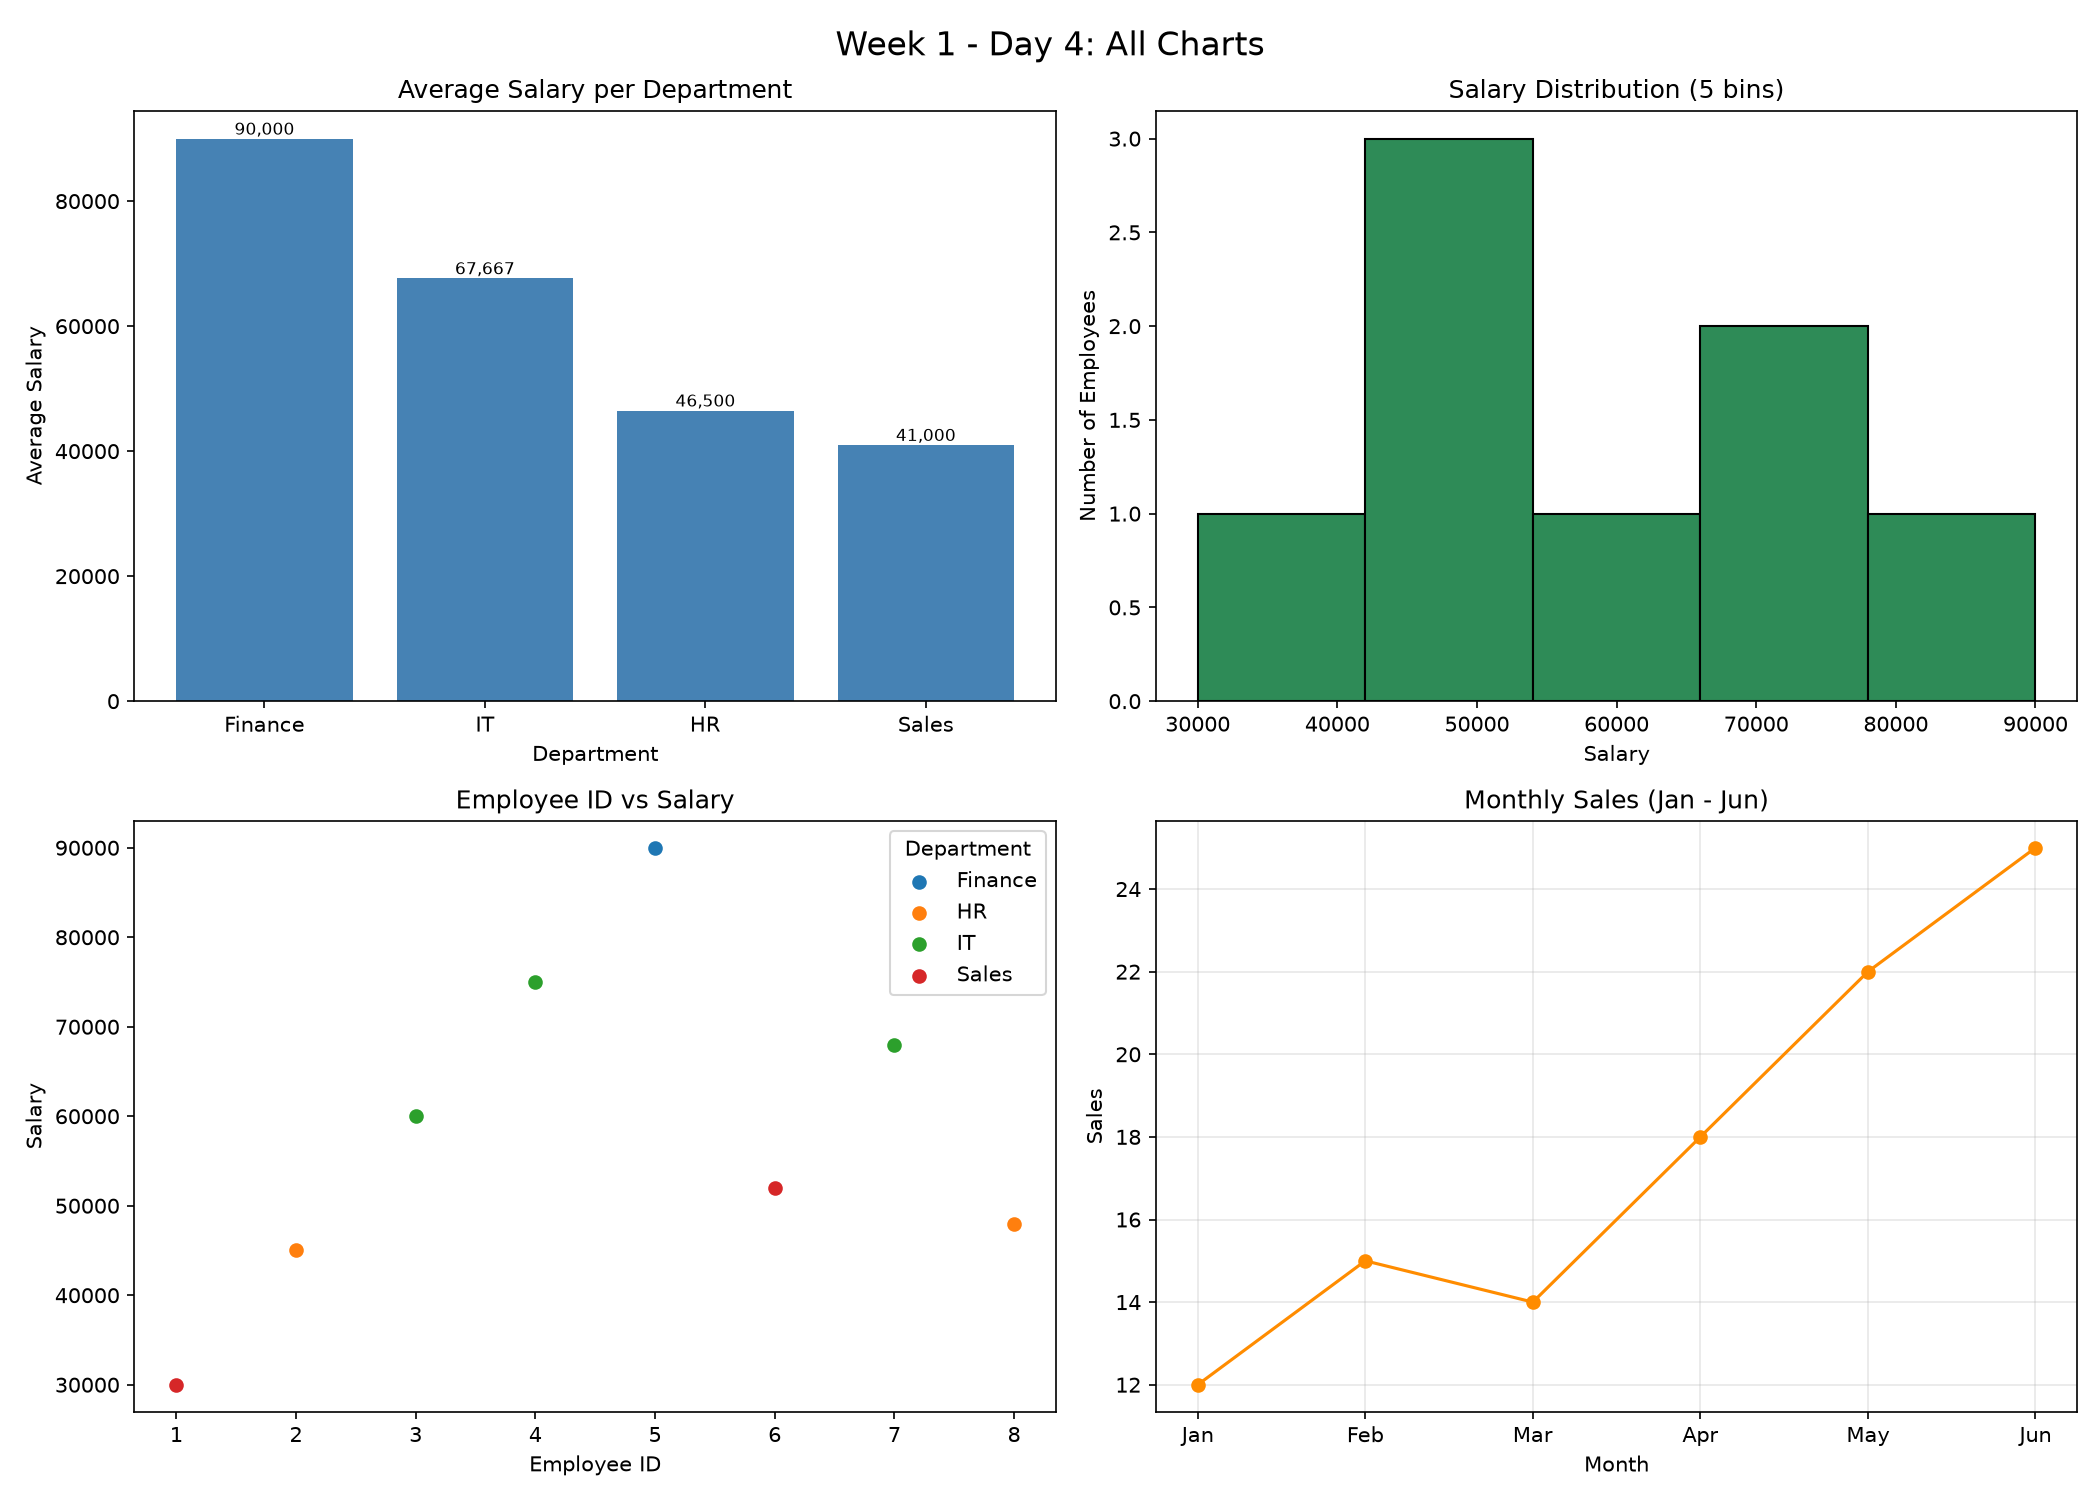 Week 1 - Day 4: All Charts
Average Salary per Department
90,000
67,667
46,500
41,000
80000
60000
40000
20000
0
Average Salary
Finance IT HR Sales
Department
Salary Distribution (5 bins)
3.0
2.5
2.0
1.5
1.0
0.5
0.0
Number of Employees
30000 40000 50000 60000 70000 80000 90000
Salary
Employee ID vs Salary
90000
80000
70000
60000
50000
40000
30000
Salary
Department
Finance
HR
IT
Sales
1 2 3 4 5 6 7 8
Employee ID
Monthly Sales (Jan - Jun)
24
22
20
18
16
14
12
Sales
Jan Feb Mar Apr May Jun
Month